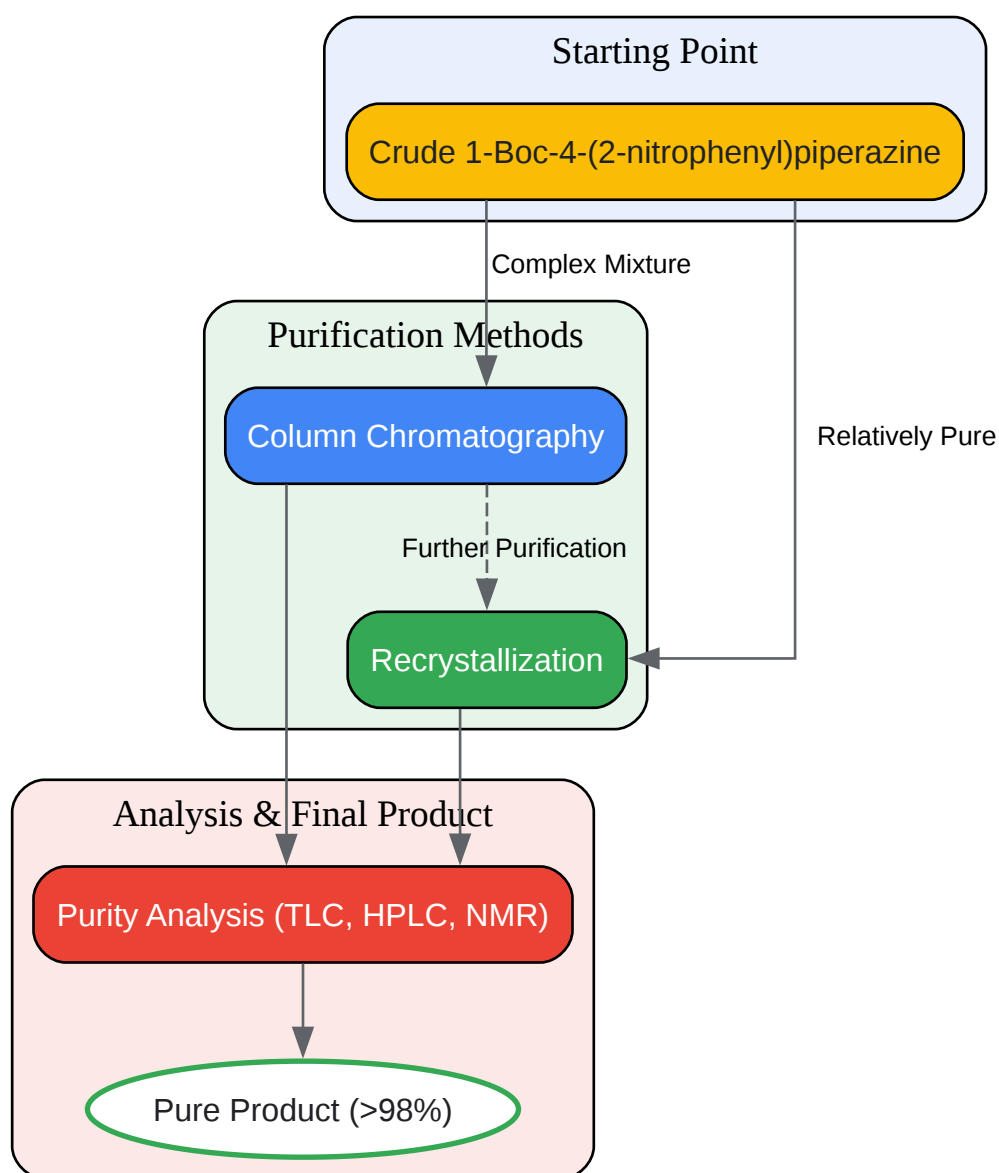 Starting Point
Crude 1-Boc-4-(2-nitrophenyl)piperazine
Complex Mixture
Purification Methods
Column Chromatography
Relatively Pure
Further Purification
Recrystallization
Analysis & Final Product
Purity Analysis (TLC, HPLC, NMR)
Pure Product (>98%)